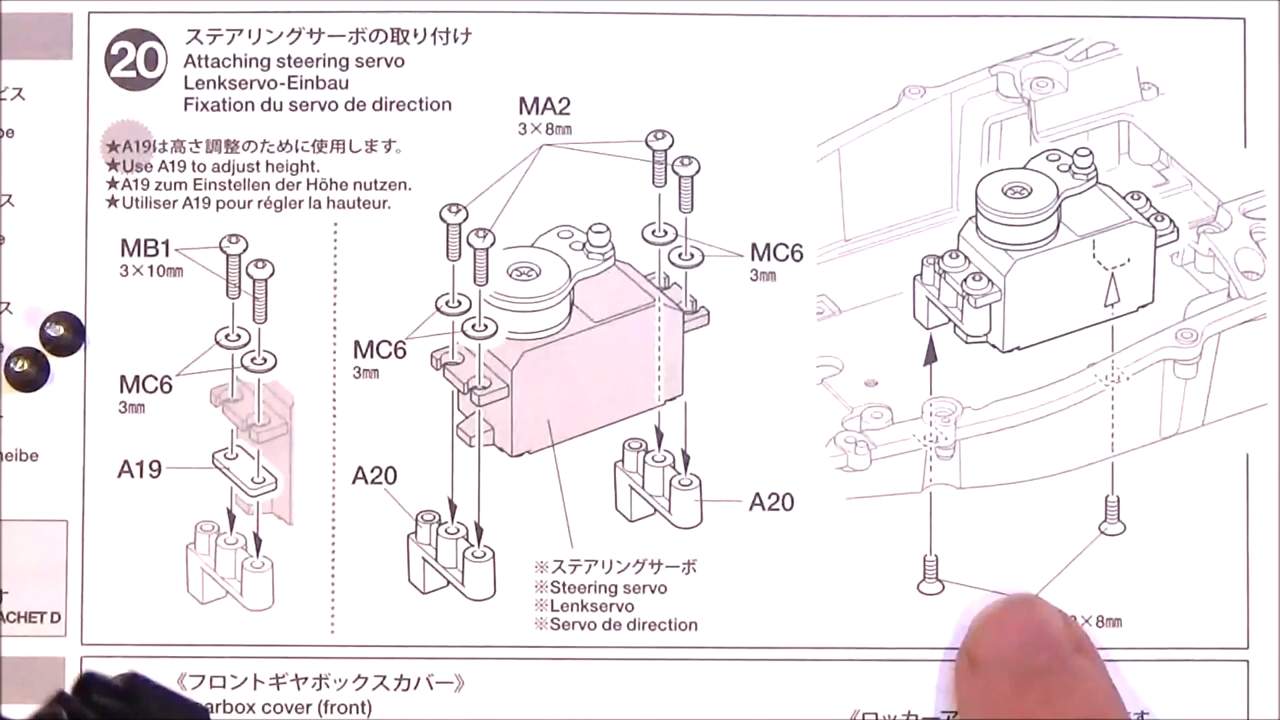 20
ステアリングサーボの取り付け
Attaching steering servo
Lenkservo-Einbau
Fixation du servo de direction
★A19は高さ調整のために使用します。
★Use A19 to adjust height.
★A19 zum Einstellen der Höhe nutzen.
★Utiliser A19 pour régler la hauteur.
MB1
3×10mm
MC6
3mm
A19
MA2
3×8mm
MC6
3mm
MC6
3mm
A20
A20
※ステアリングサーボ
※Steering servo
※Lenkservo
※Servo de direction
×8mm
ACHET D
《フロントギヤボックスカバー》
cover (front)